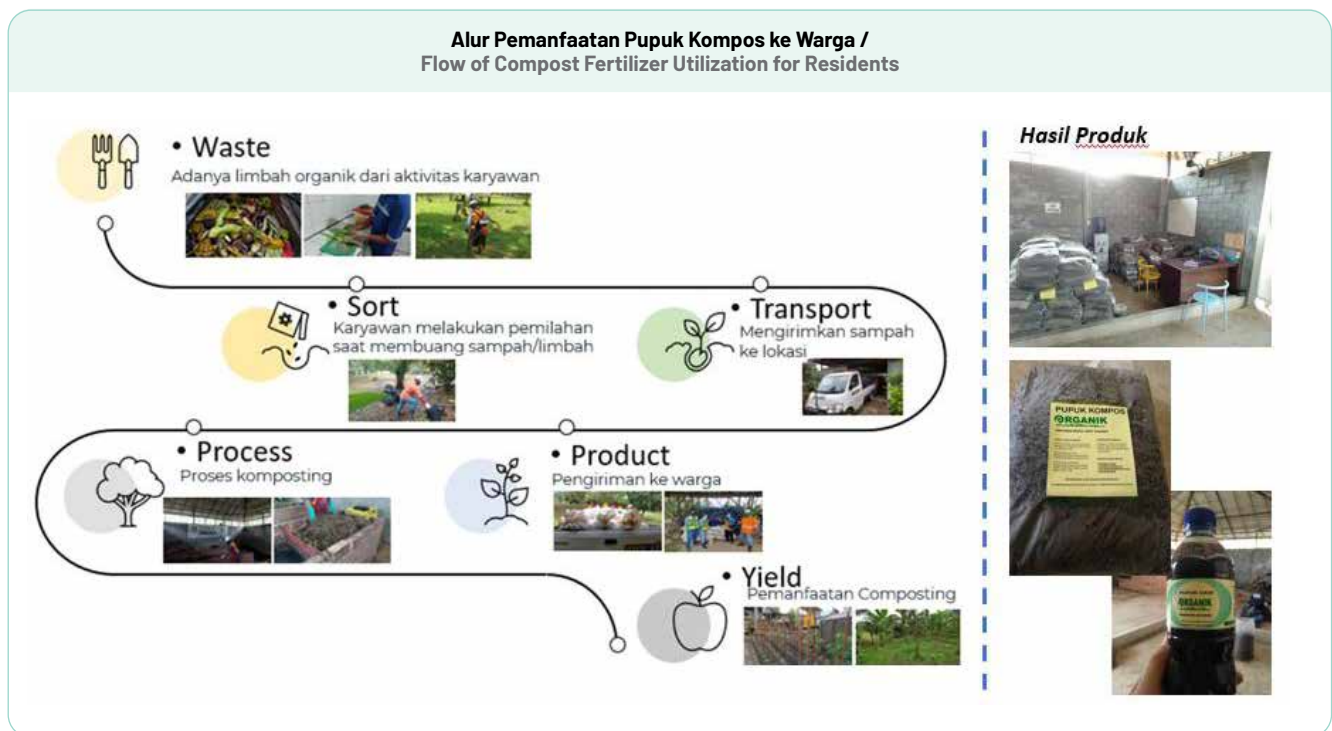 Alur Pemanfaatan Pupuk Kompos ke Warga /
Flow of Compost Fertilizer Utilization for Residents
• Waste
Adanya limbah organik dari aktivitas karyawan
• Sort
Karyawan melakukan pemilahan
saat membuang sampah/limbah
• Transport
Mengirimkan sampah
ke lokasi
• Process
Proses komposting
• Product
Pengiriman ke warga
• Yield
Pemanfaatan Composting
Hasil Produk
PUPUK KOMPOS
ORGANIK
ORGANIK